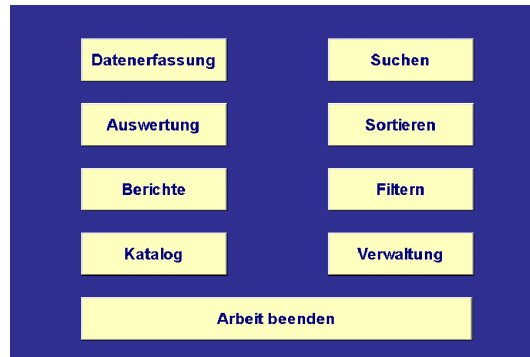 Datenerfassung
Suchen
Auswertung
Sortieren
Berichte
Filtern
Katalog
Verwaltung
Arbeit beenden